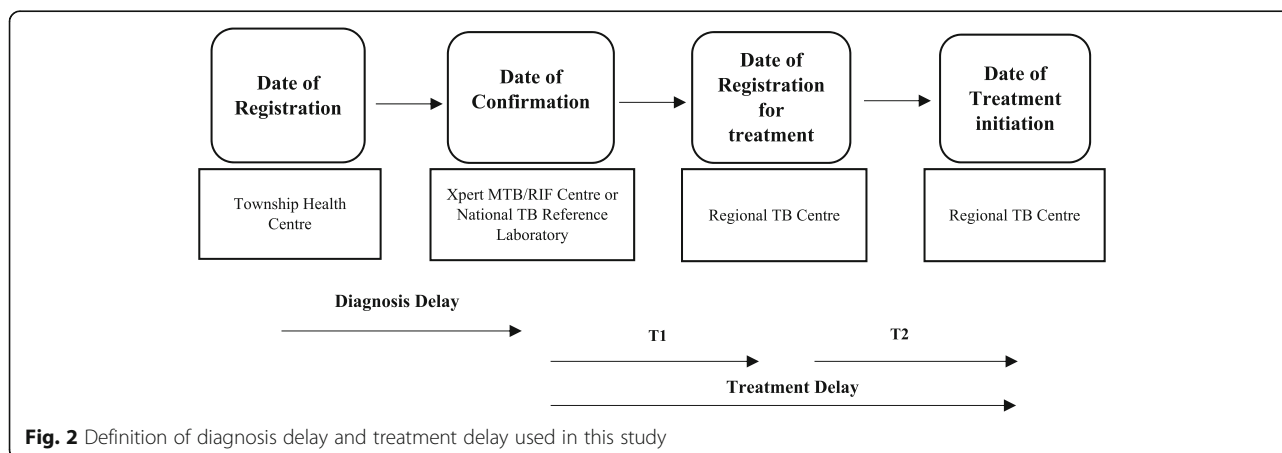 Date of
Registration
Date of
Confirmation
Date of
Registration
for
treatment
Date of
Treatment
initiation
Township Health
Centre
Xpert MTB/RIF Centre or
National TB Reference
Laboratory
Regional TB Centre
Regional TB Centre
Diagnosis Delay
T1
T2
Treatment Delay
Fig. 2 Definition of diagnosis delay and treatment delay used in this study